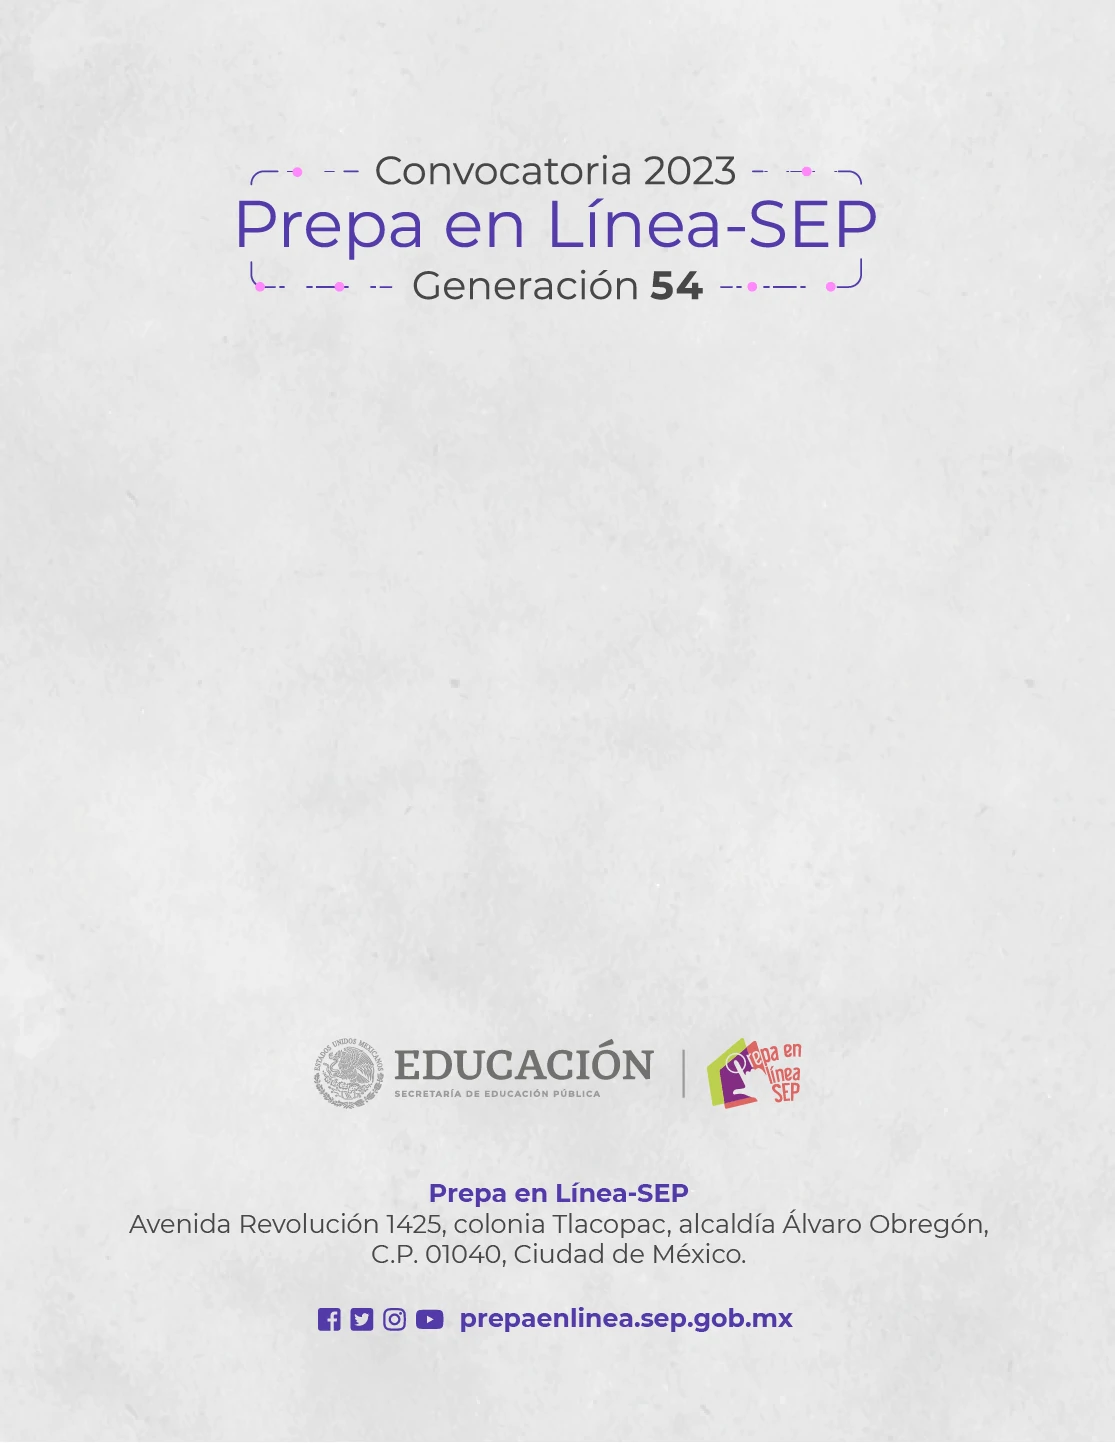 Convocatoria 2023
Prepa en Línea-SEP
Generación 54
ESTADOS UNIDOS MEXICANOS
EDUCACIÓN
SECRETARÍA DE EDUCACIÓN PÚBLICA
Prepa en
línea
SEP
Prepa en Línea-SEP
Avenida Revolución 1425, colonia Tlacopac, alcaldía Álvaro Obregón,
C.P. 01040, Ciudad de México.
prepaenlinea.sep.gob.mx